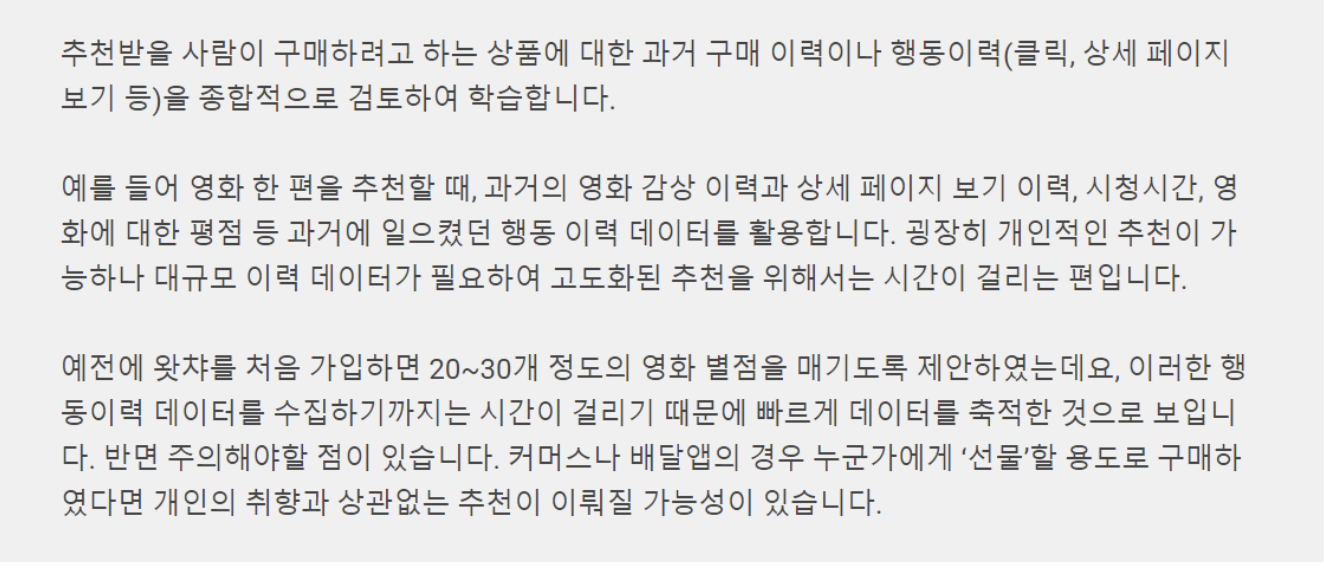 추천받을 사람이 구매하려고 하는 상품에 대한 과거 구매 이력이나 행동이력(클릭, 상세 페이지
보기 등)을 종합적으로 검토하여 학습합니다.
예를 들어 영화 한 편을 추천할 때, 과거의 영화 감상 이력과 상세 페이지 보기 이력, 시청시간, 영
화에 대한 평점 등 과거에 일으켰던 행동 이력 데이터를 활용합니다. 굉장히 개인적인 추천이 가
능하나 대규모 이력 데이터가 필요하여 고도화된 추천을 위해서는 시간이 걸리는 편입니다.
예전에 왓챠를 처음 가입하면 20~30개 정도의 영화 별점을 매기도록 제안하였는데요, 이러한 행
동이력 데이터를 수집하기까지는 시간이 걸리기 때문에 빠르게 데이터를 축적한 것으로 보입니
다. 반면 주의해야할 점이 있습니다. 커머스나 배달앱의 경우 누군가에게 ‘선물’할 용도로 구매하
였다면 개인의 취향과 상관없는 추천이 이뤄질 가능성이 있습니다.